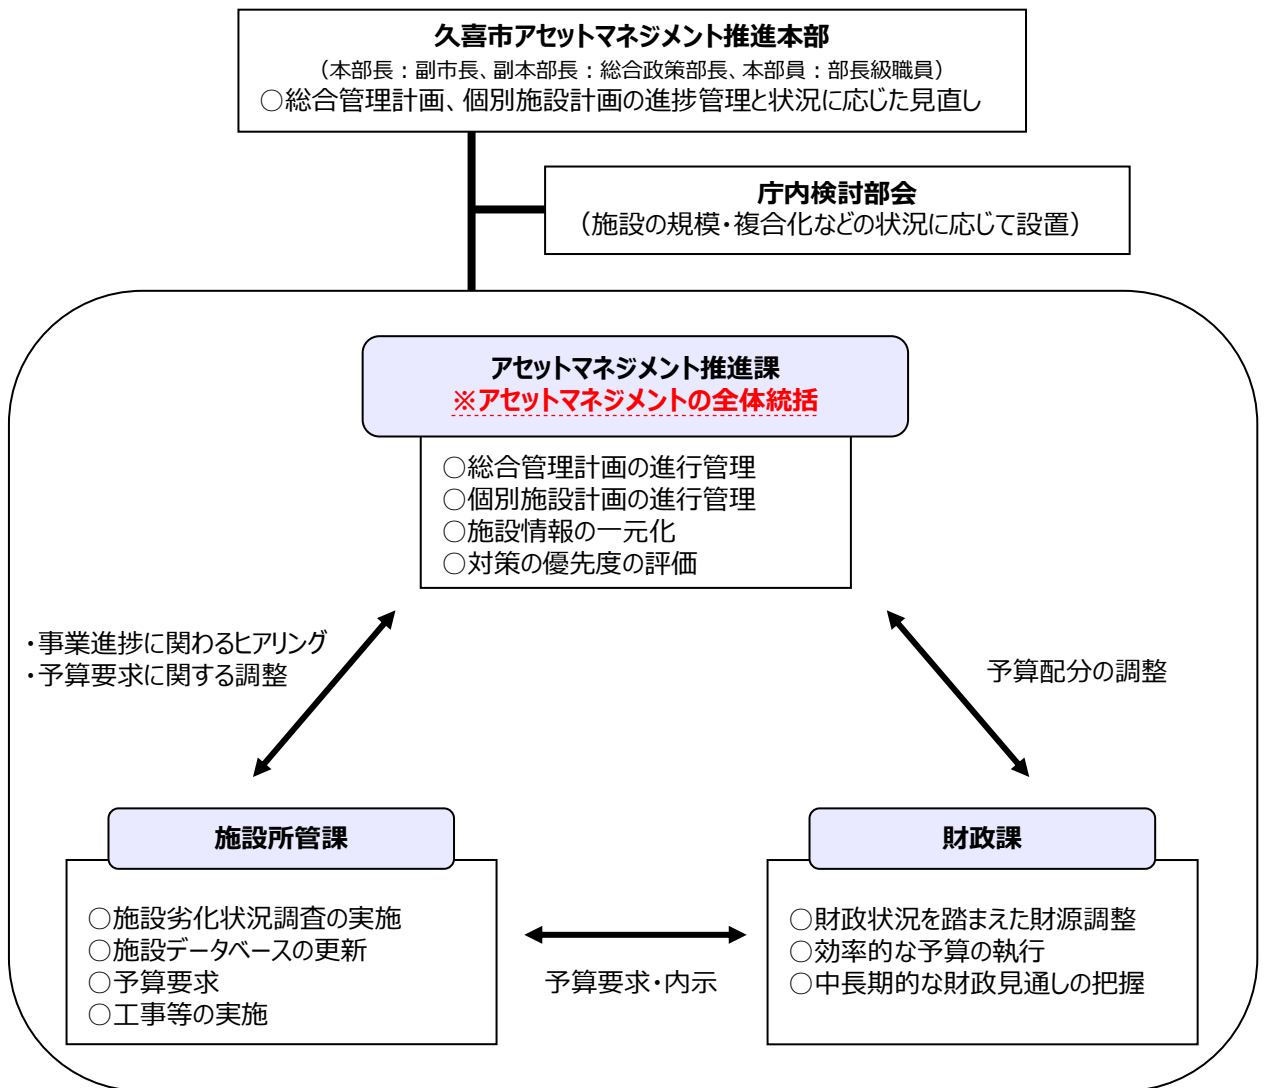 久喜市アセットマネジメント推進本部
（本部長：副市長、副本部長：総合政策部長、本部員：部長級職員）
○総合管理計画、個別施設計画の進捗管理と状況に応じた見直し
庁内検討部会
（施設の規模・複合化などの状況に応じて設置）
アセットマネジメント推進課
※アセットマネジメントの全体統括
○総合管理計画の進行管理
○個別施設計画の進行管理
○施設情報の一元化
○対策の優先度の評価
・事業進捗に関わるヒアリング
・予算要求に関する調整
予算配分の調整
施設所管課
○施設劣化状況調査の実施
○施設データベースの更新
○予算要求
○工事等の実施
予算要求・内示
財政課
○財政状況を踏まえた財源調整
○効率的な予算の執行
○中長期的な財政見通しの把握